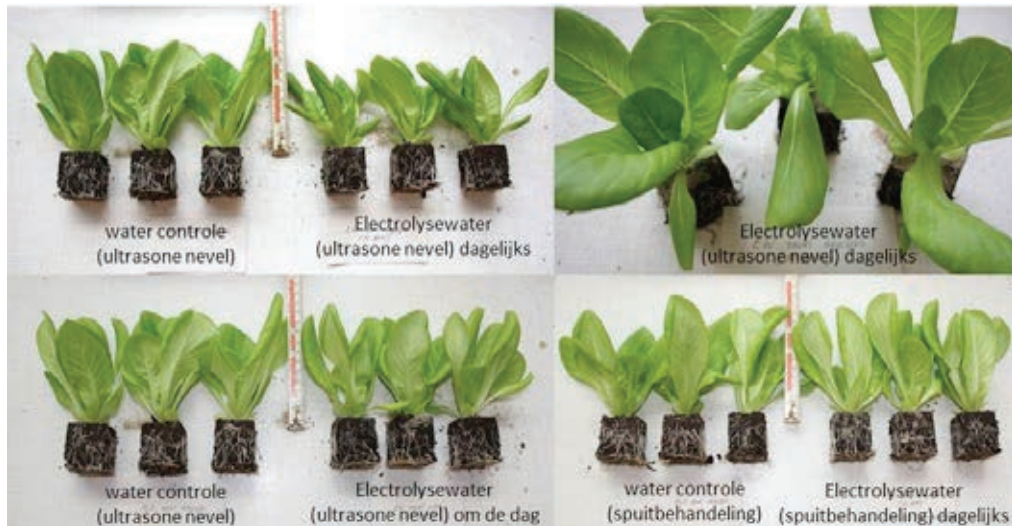 water controle
(ultrasone nevel)
Electrolysewater
(ultrasone nevel) dagelijks
Electrolysewater
(ultrasone nevel) dagelijks
water controle
(ultrasone nevel)
Electrolysewater
(ultrasone nevel) om de dag
water controle
(spuitbehandeling)
Electrolysewater
(spuitbehandeling) dagelijks